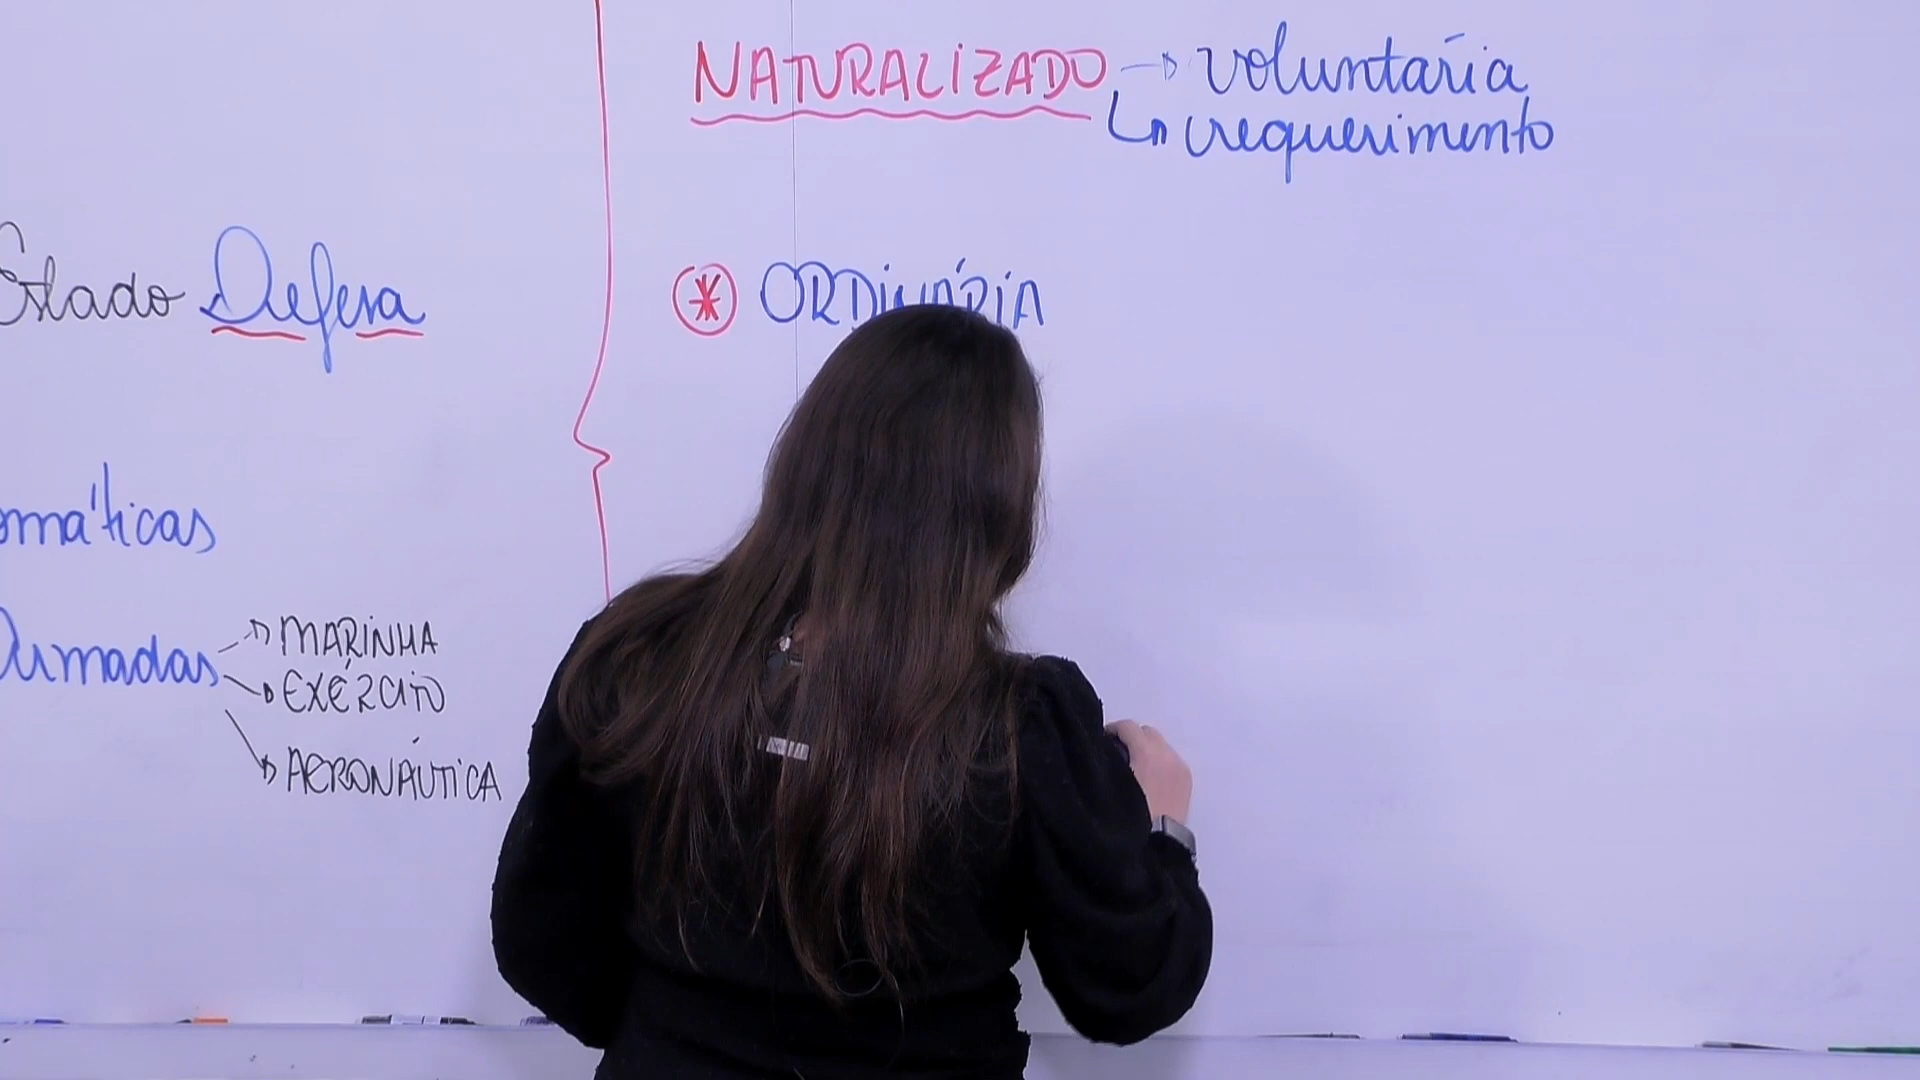 Estado Defesa
máticas
Armadas
MARINHA
EXÉRCITO
AERONÁUTICA
NATURALIZADO
voluntária
requerimento
* ORDINÁRIA